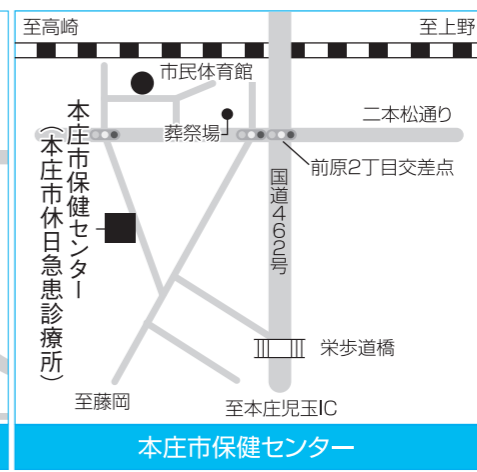 至高崎
至上野
市民体育館
二本松通り
葬祭場
前原2丁目交差点
本庄市保健センター
（本庄市休日急患診療所）
国道462号
栄歩道橋
至藤岡
至本庄児玉IC
本庄市保健センター